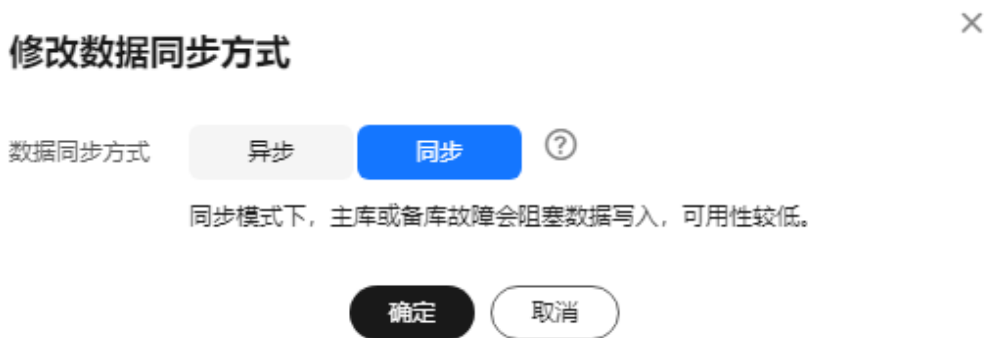 修改数据同步方式
数据同步方式 异步 同步
同步模式下，主库或备库故障会阻塞数据写入，可用性较低。
确定 取消